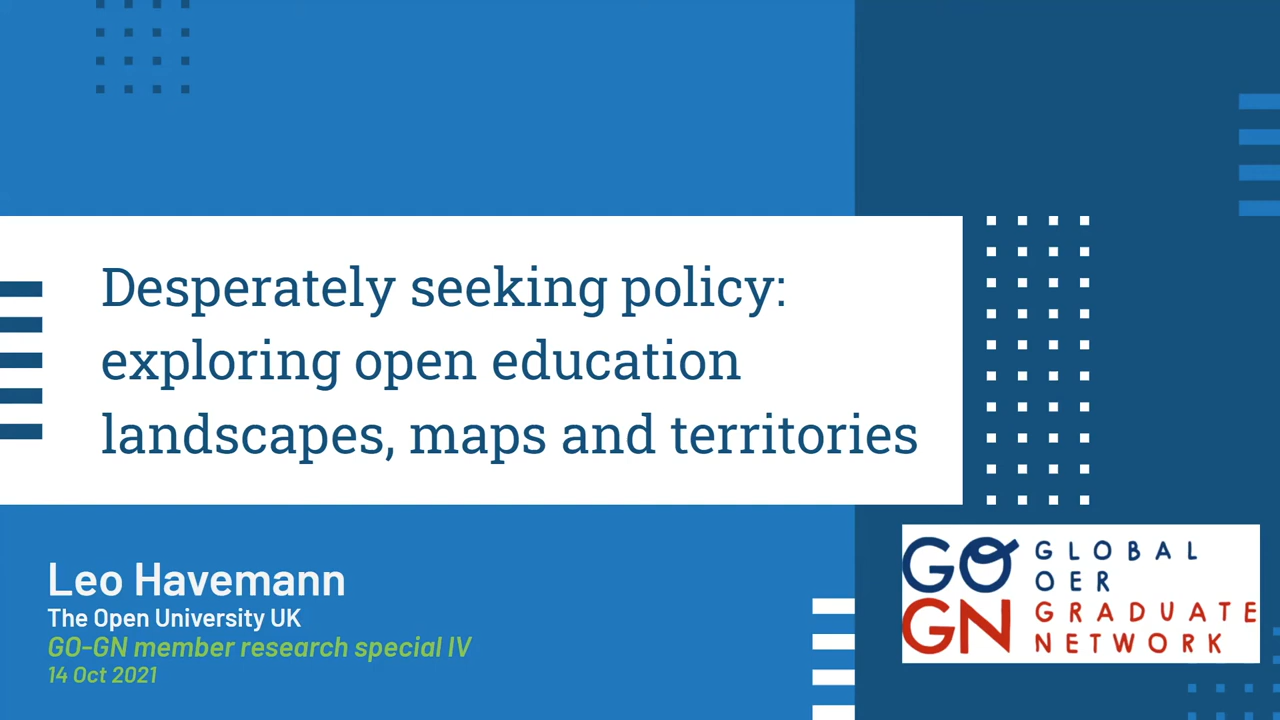 Desperately seeking policy:
exploring open education
landscapes, maps and territories
Leo Havemann
The Open University UK
GO-GN member research special IV
14 Oct 2021
GO GLOBAL
OER
GN GRADUATE
NETWORK